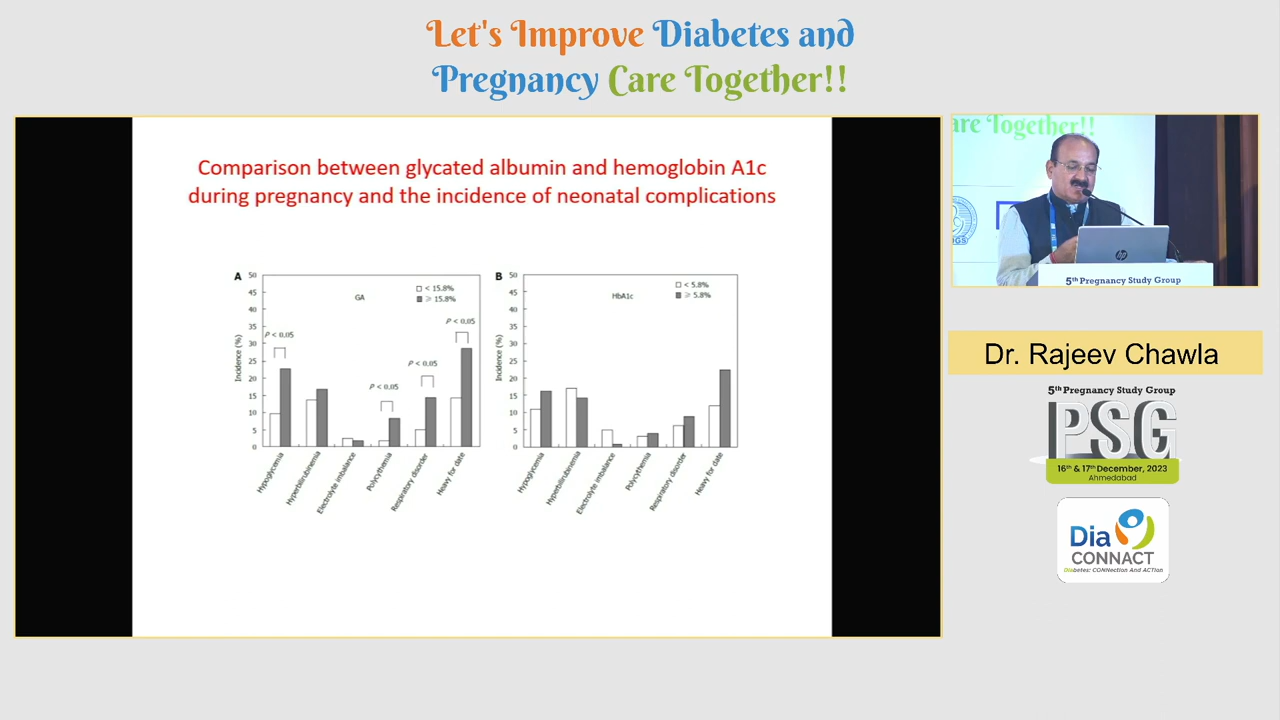 Let's Improve Diabetes and
Pregnancy Care Together!!
Comparison between glycated albumin and hemoglobin A1c
during pregnancy and the incidence of neonatal complications
A
GA
< 15.8%
≥ 15.8%
50
45
40
35
30
25
20
15
10
5
0
Incidence (%)
P < 0.05
P < 0.05
P < 0.05
P < 0.05
Hypoglycemia
Hyperbilirubinemia
Electrolyte imbalance
Polycythemia
Respiratory disorder
Heavy for date
B
HbA1c
< 5.8%
≥ 5.8%
50
45
40
35
30
25
20
15
10
5
0
Incidence (%)
Hypoglycemia
Hyperbilirubinemia
Electrolyte imbalance
Polycythemia
Respiratory disorder
Heavy for date
are Together!!
hp
5th Pregnancy Study Group
Dr. Rajeev Chawla
5th Pregnancy Study Group
PSG
16th & 17th December, 2023
Ahmedabad
Dia
CONNACT
Diabetes: CONNection And ACTion